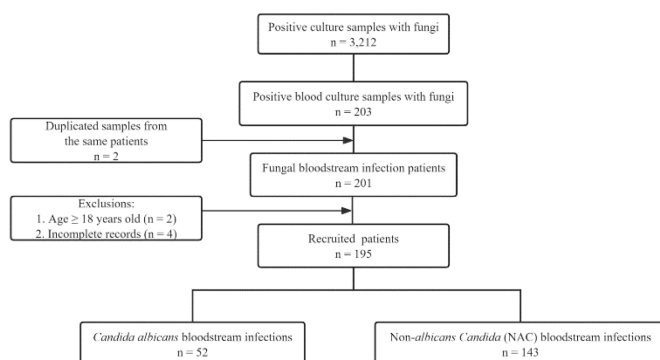 Positive culture samples with fungi
n = 3,212
Positive blood culture samples with fungi
n = 203
Duplicated samples from
the same patients
n = 2
Fungal bloodstream infection patients
n = 201
Exclusions:
1. Age ≥ 18 years old (n = 2)
2. Incomplete records (n = 4)
Recruited patients
n = 195
Candida albicans bloodstream infections
n = 52
Non-albicans Candida (NAC) bloodstream infections
n = 143